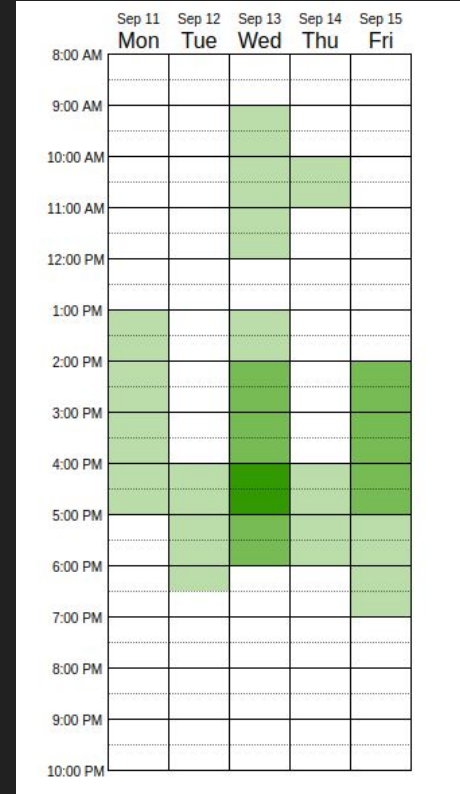 Sep 11 Sep 12 Sep 13 Sep 14 Sep 15
Mon Tue Wed Thu Fri
8:00 AM
9:00 AM
10:00 AM
11:00 AM
12:00 PM
1:00 PM
2:00 PM
3:00 PM
4:00 PM
5:00 PM
6:00 PM
7:00 PM
8:00 PM
9:00 PM
10:00 PM